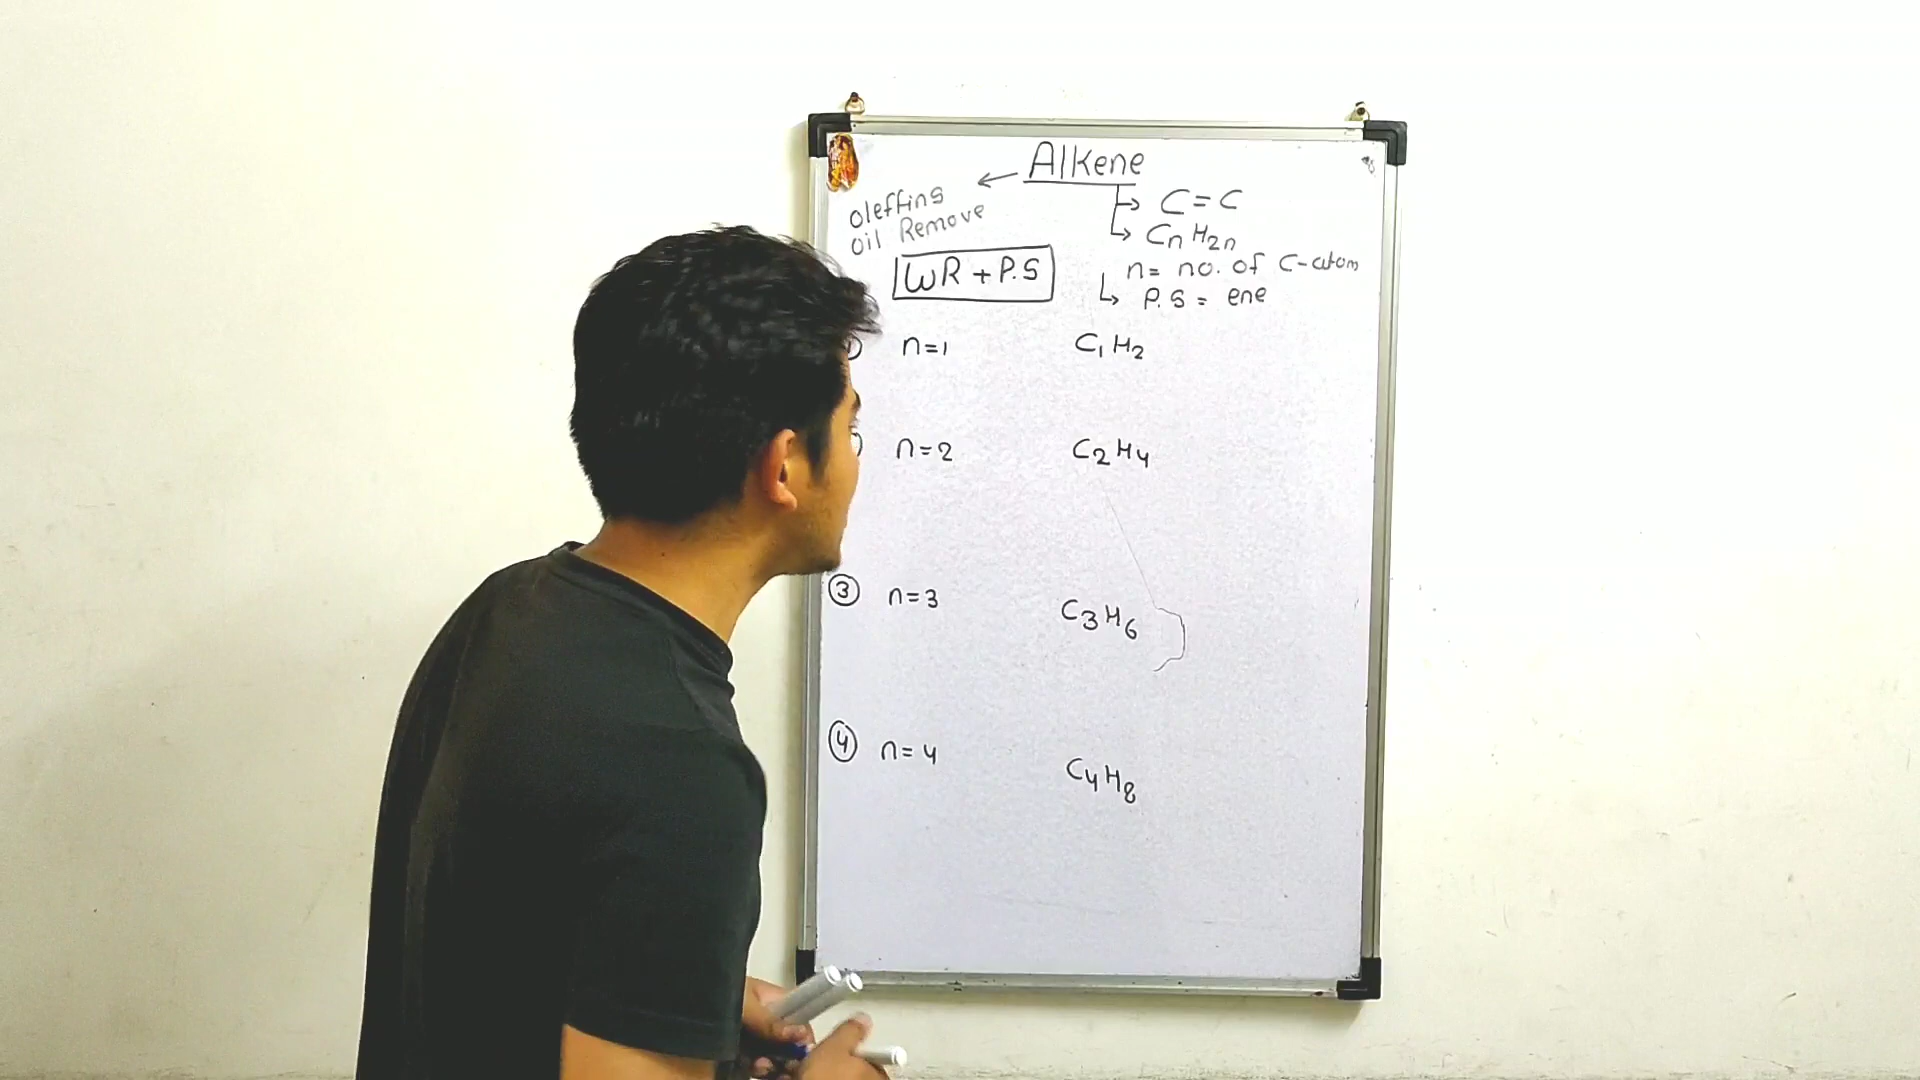 Alkene
oleffins
oil Remove
C=C
CnH2n
n= no. of C-atom
P.S = ene
WR + P.S
) n=1 C1H2
) n=2 C2H4
③ n=3 C3H6
④ n=4 C4H8